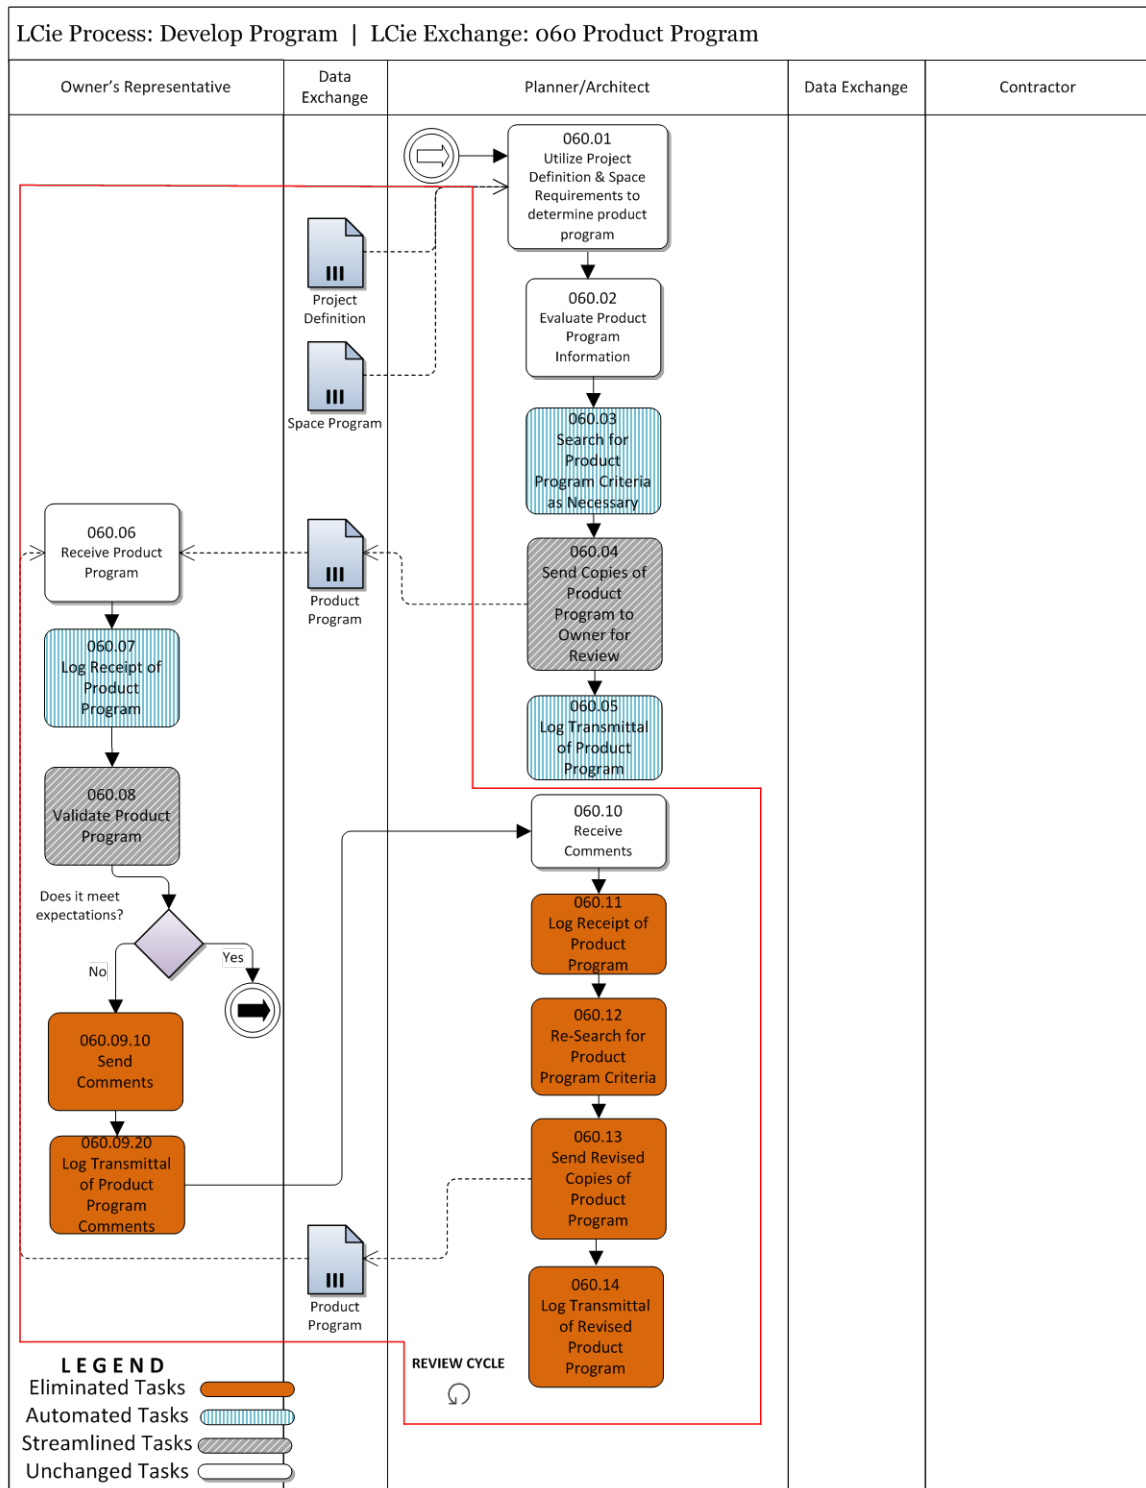 LCie Process: Develop Program | LCie Exchange: 060 Product Program
Owner's Representative
Data
Exchange
Planner/Architect
Data Exchange
Contractor
060.01
Utilize Project
Definition & Space
Requirements to
determine product
program
Project
Definition
060.02
Evaluate Product
Program
Information
Space Program
060.03
Search for
Product
Program Criteria
as Necessary
060.06
Receive Product
Program
Product
Program
060.04
Send Copies of
Product
Program to
Owner for
Review
060.07
Log Receipt of
Product
Program
060.05
Log Transmittal
of Product
Program
060.08
Validate Product
Program
060.10
Receive
Comments
Does it meet
expectations?
No
Yes
060.11
Log Receipt of
Product
Program
060.09.10
Send
Comments
060.12
Re-Search for
Product
Program Criteria
060.09.20
Log Transmittal
of Product
Program
Comments
060.13
Send Revised
Copies of
Product
Program
Product
Program
060.14
Log Transmittal
of Revised
Product
Program
REVIEW CYCLE
LEGEND
Eliminated Tasks
Automated Tasks
Streamlined Tasks
Unchanged Tasks